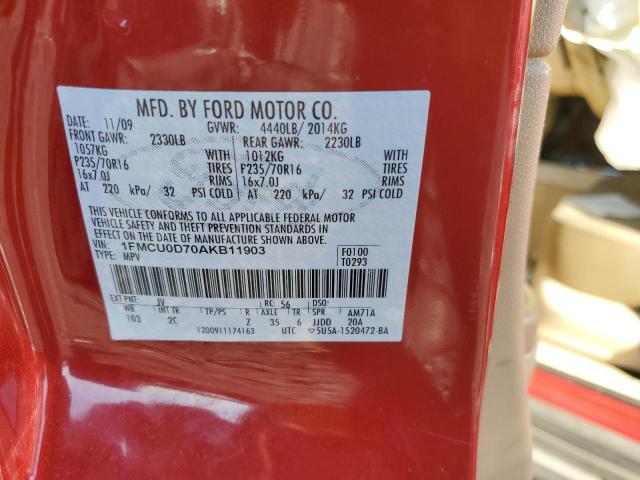 MFD. BY FORD MOTOR CO.
DATE: 11/09 GVWR: 4440LB/ 2014KG
FRONT GAWR: 2330LB REAR GAWR: 2230LB
1057KG WITH 1012KG WITH
P235/70R16 TIRES P235/70R16 TIRES
16x7.0J RIMS 16x7.0J RIMS
AT 220 kPa/ 32 PSI COLD AT 220 kPa/ 32 PSI COLD
THIS VEHICLE CONFORMS TO ALL APPLICABLE FEDERAL MOTOR
VEHICLE SAFETY AND THEFT PREVENTION STANDARDS IN
EFFECT ON THE DATE OF MANUFACTURE SHOWN ABOVE.
VIN: 1FMCU0D70AKB11903 F0100
TYPE: MPV T0293
EXT PNT: JV RC: 56 DSO:
WB INT TR TP/PS R AXLE TR SPR AM71A
103 2C Z 35 6 JJDD 20A
1200911174163 UTC 5U5A-1520472-BA